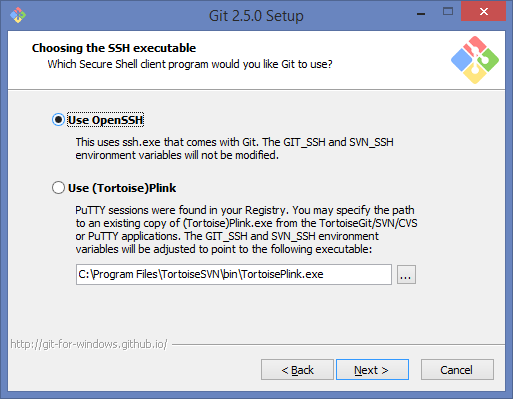 Git 2.5.0 Setup
Choosing the SSH executable
Which Secure Shell client program would you like Git to use?
Use OpenSSH
This uses ssh.exe that comes with Git. The GIT_SSH and SVN_SSH
environment variables will not be modified.
Use (Tortoise)Plink
PuTTY sessions were found in your Registry. You may specify the path
to an existing copy of (Tortoise)Plink.exe from the TortoiseGit/SVN/CVS
or PuTTY applications. The GIT_SSH and SVN_SSH environment
variables will be adjusted to point to the following executable:
C:\Program Files\TortoiseSVN\bin\TortoisePlink.exe
...
http://git-for-windows.github.io/
< Back
Next >
Cancel